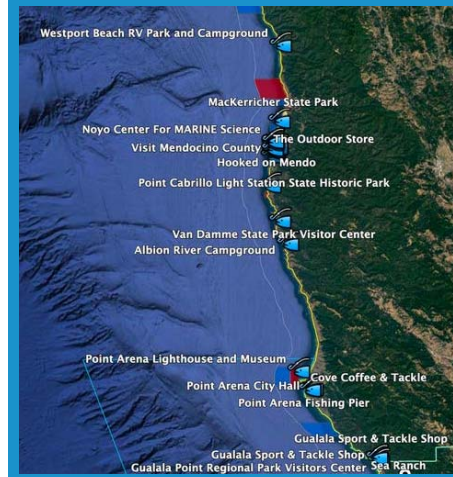 Westport Beach RV Park and Campground
MacKerricher State Park
Noyo Center For MARINE Science
The Outdoor Store
Visit Mendocino County
Hooked on Mendo
Point Cabrillo Light Station State Historic Park
Van Damme State Park Visitor Center
Albion River Campground
Point Arena Lighthouse and Museum
Cove Coffee & Tackle
Point Arena City Hall
Point Arena Fishing Pier
Gualala Sport & Tackle Shop
Gualala Sport & Tackle Shop
Gualala Point Regional Park Visitors Center
Sea Ranch